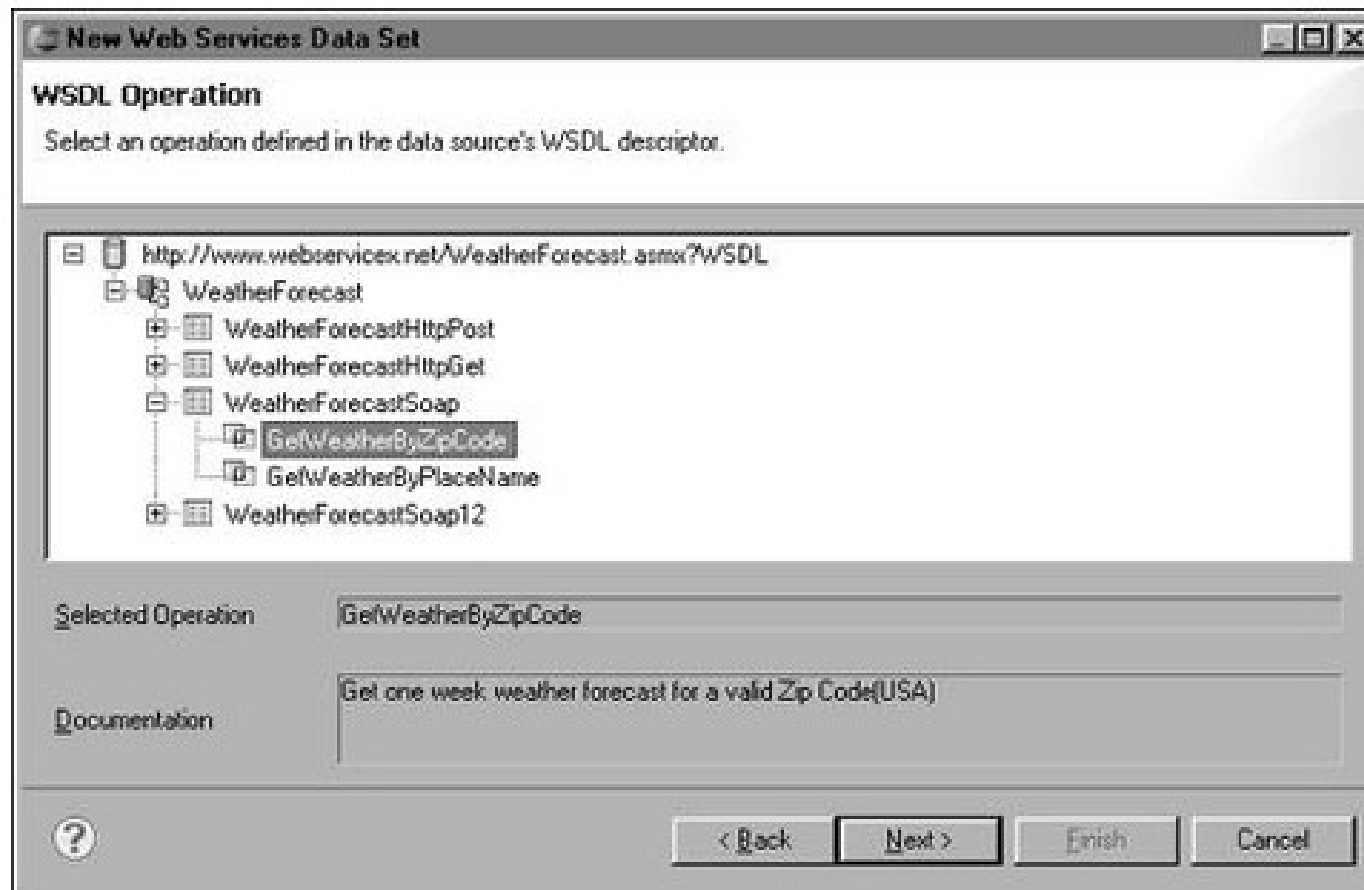 New Web Services Data Set
WSDL Operation
Select an operation defined in the data source's WSDL descriptor.
http://www.webservicex.net/WeatherForecast.asmx?WSDL
WeatherForecast
WeatherForecastHttpPost
WeatherForecastHttpGet
WeatherForecastSoap
GetWeatherByZipCode
GetWeatherByPlaceName
WeatherForecastSoap12
Selected Operation GetWeatherByZipCode
Documentation Get one week weather forecast for a valid Zip Code(USA)
? < Back Next > Finish Cancel